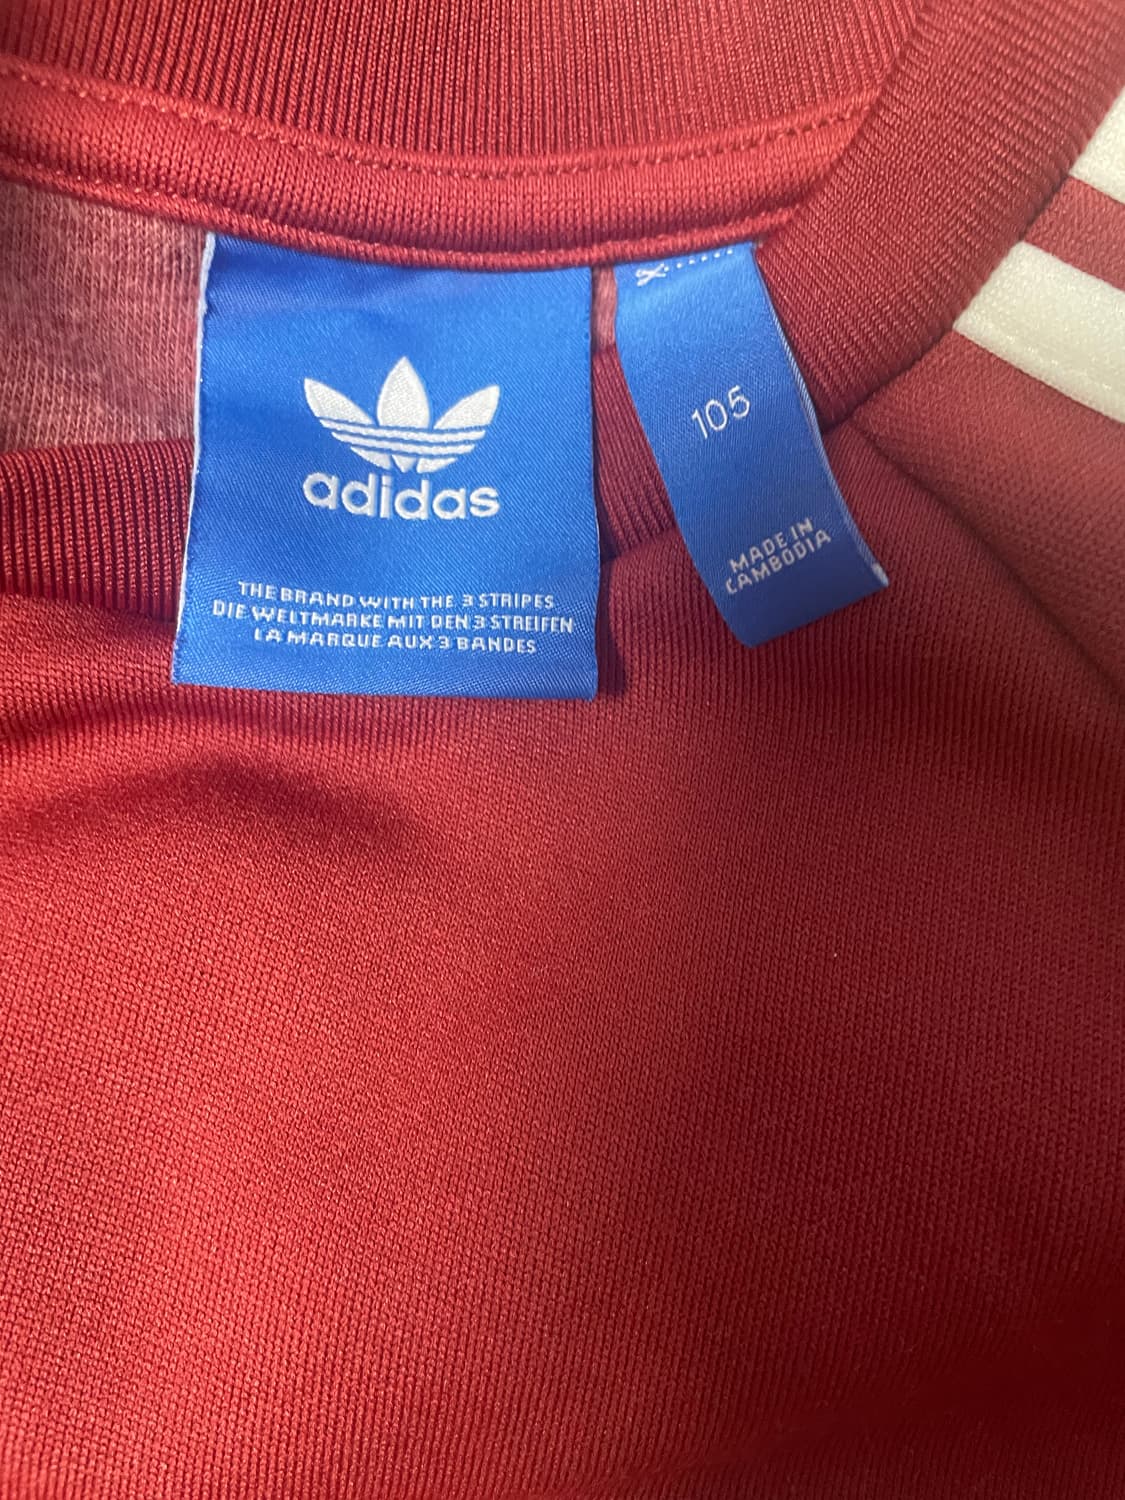 adidas
THE BRAND WITH THE 3 STRIPES
DIE WELTMARKE MIT DEN 3 STREIFEN
LA MARQUE AUX 3 BANDES
105
MADE IN
CAMBODIA